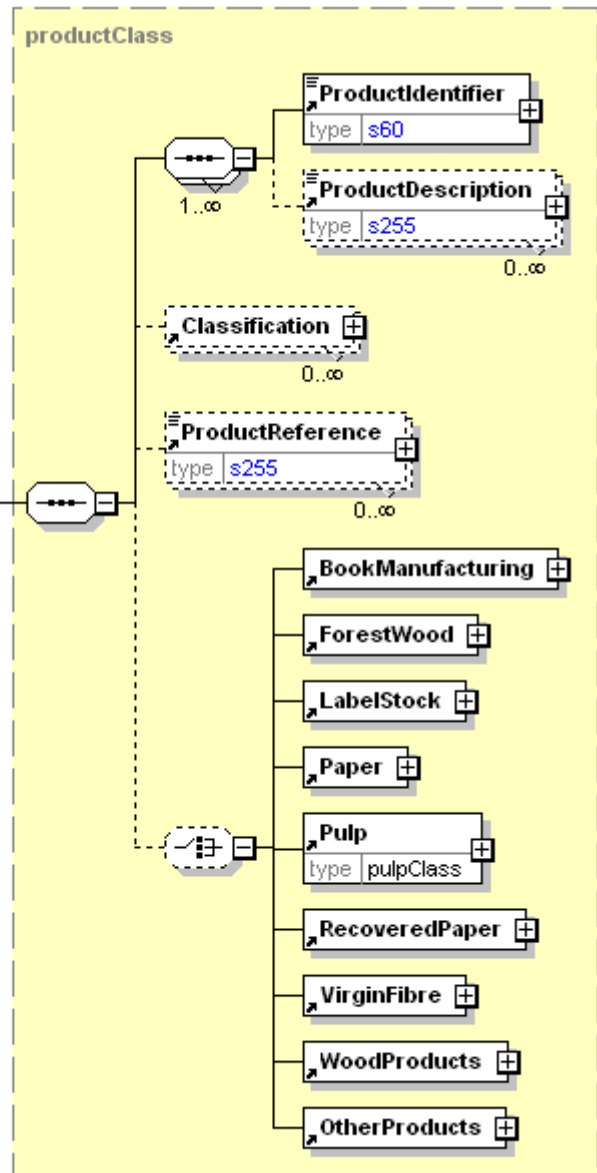 productClass
ProductIdentifier
type s60
1..∞
ProductDescription
type s255
0..∞
Classification
0..∞
ProductReference
type s255
0..∞
BookManufacturing
ForestWood
LabelStock
Paper
Pulp
type pulpClass
RecoveredPaper
VirginFibre
WoodProducts
OtherProducts